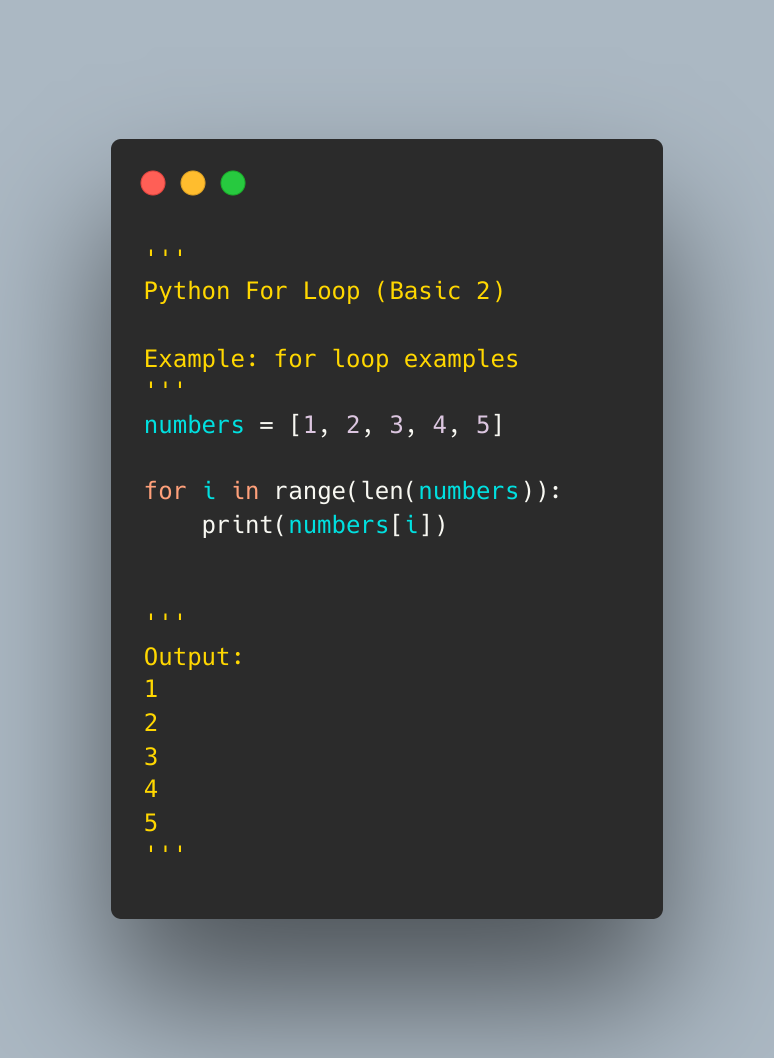 '''
Python For Loop (Basic 2)

Example: for loop examples
'''
numbers = [1, 2, 3, 4, 5]

for i in range(len(numbers)):
    print(numbers[i])


'''
Output:
1
2
3
4
5
'''